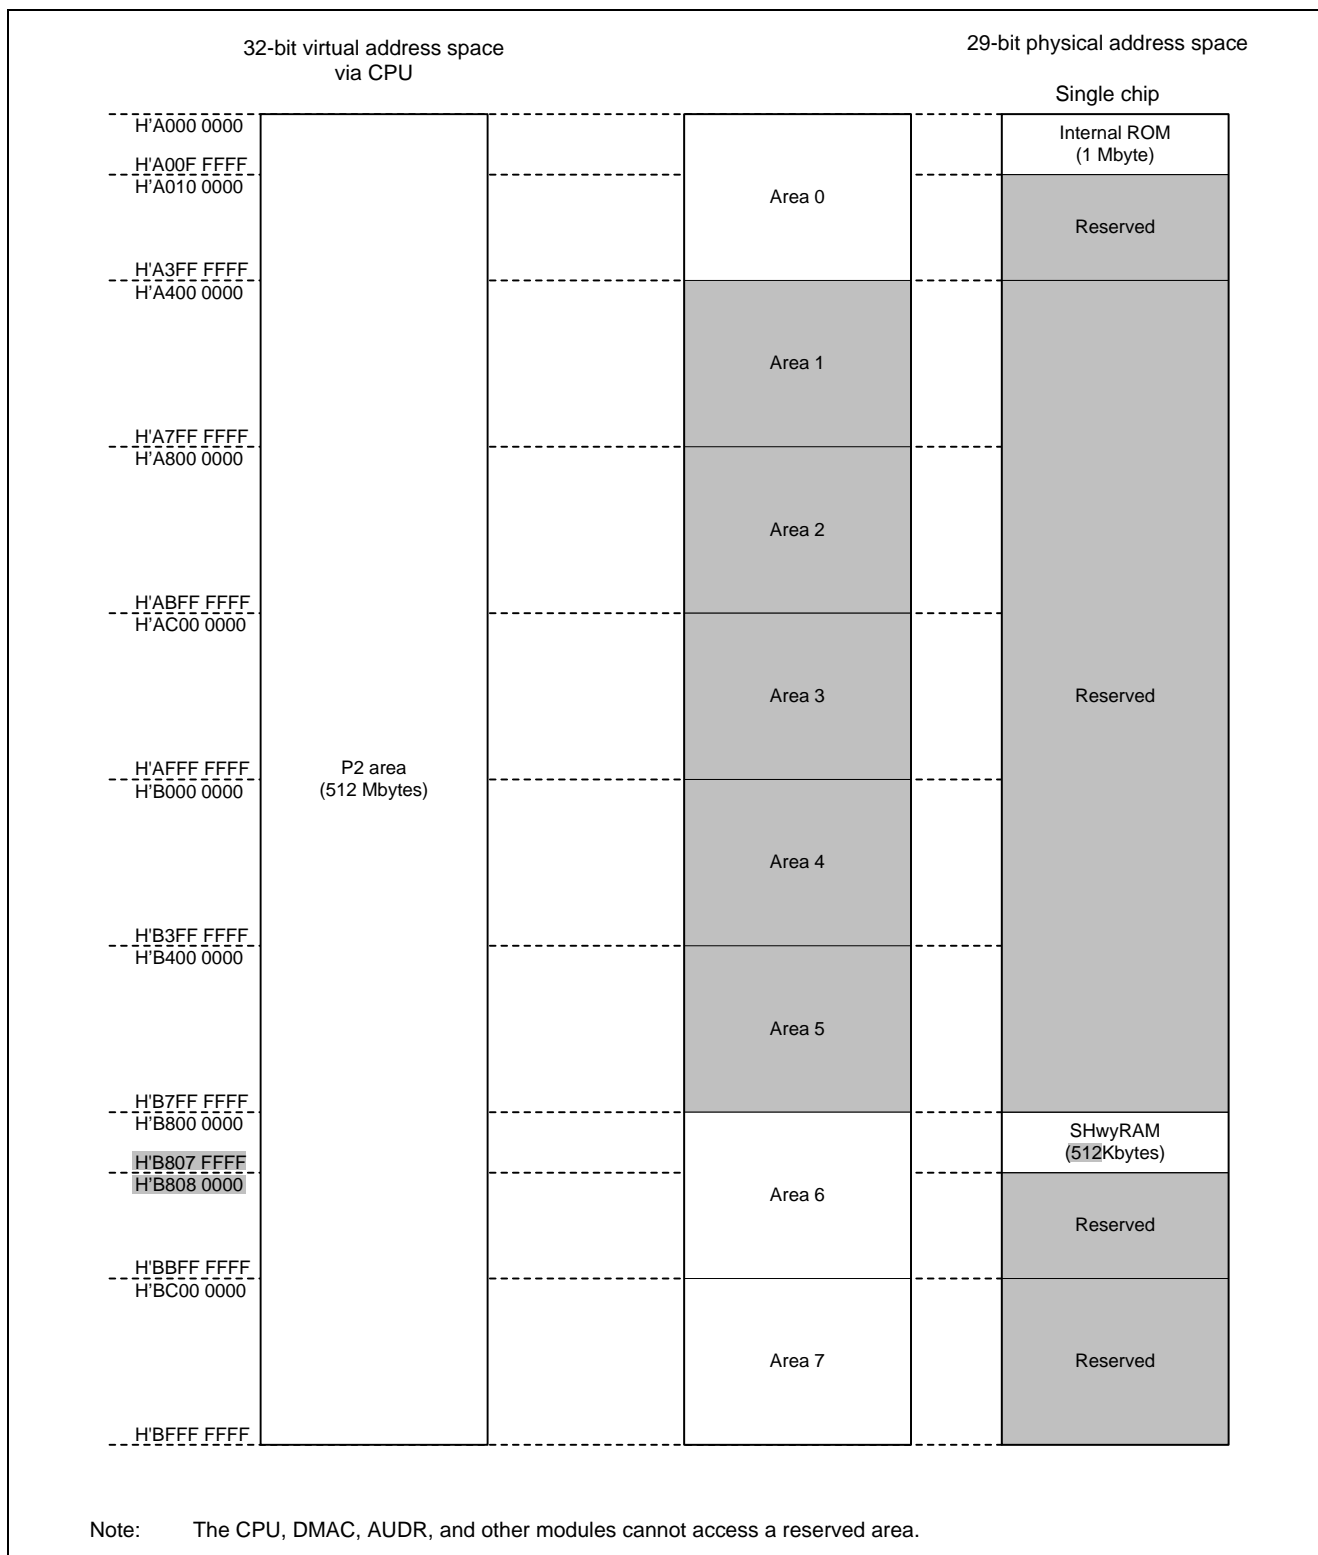 32-bit virtual address space
via CPU
29-bit physical address space
Single chip
H'A000 0000
Internal ROM
(1 Mbyte)
H'A00F FFFF
H'A010 0000
Area 0
Reserved
H'A3FF FFFF
H'A400 0000
Area 1
H'A7FF FFFF
H'A800 0000
Area 2
H'ABFF FFFF
H'AC00 0000
Area 3
Reserved
H'AFFF FFFF
H'B000 0000
P2 area
(512 Mbytes)
Area 4
H'B3FF FFFF
H'B400 0000
Area 5
H'B7FF FFFF
H'B800 0000
SHwyRAM
(512Kbytes)
H'B807 FFFF
H'B808 0000
Area 6
Reserved
H'BBFF FFFF
H'BC00 0000
Area 7
Reserved
H'BFFF FFFF
Note: The CPU, DMAC, AUDR, and other modules cannot access a reserved area.